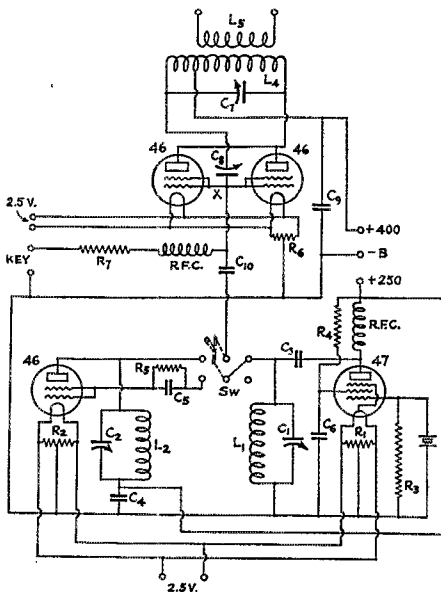 L5
L4
C7
46
C8
46
X
2.5 V.
C9
+400
R6
-B
KEY
R7
R.F.C.
C10
+250
R4
R.F.C.
46
R5
C3
47
C5
SW
R2
C2
L2
L1
C1
C6
R1
R3
C4
2.5 V.